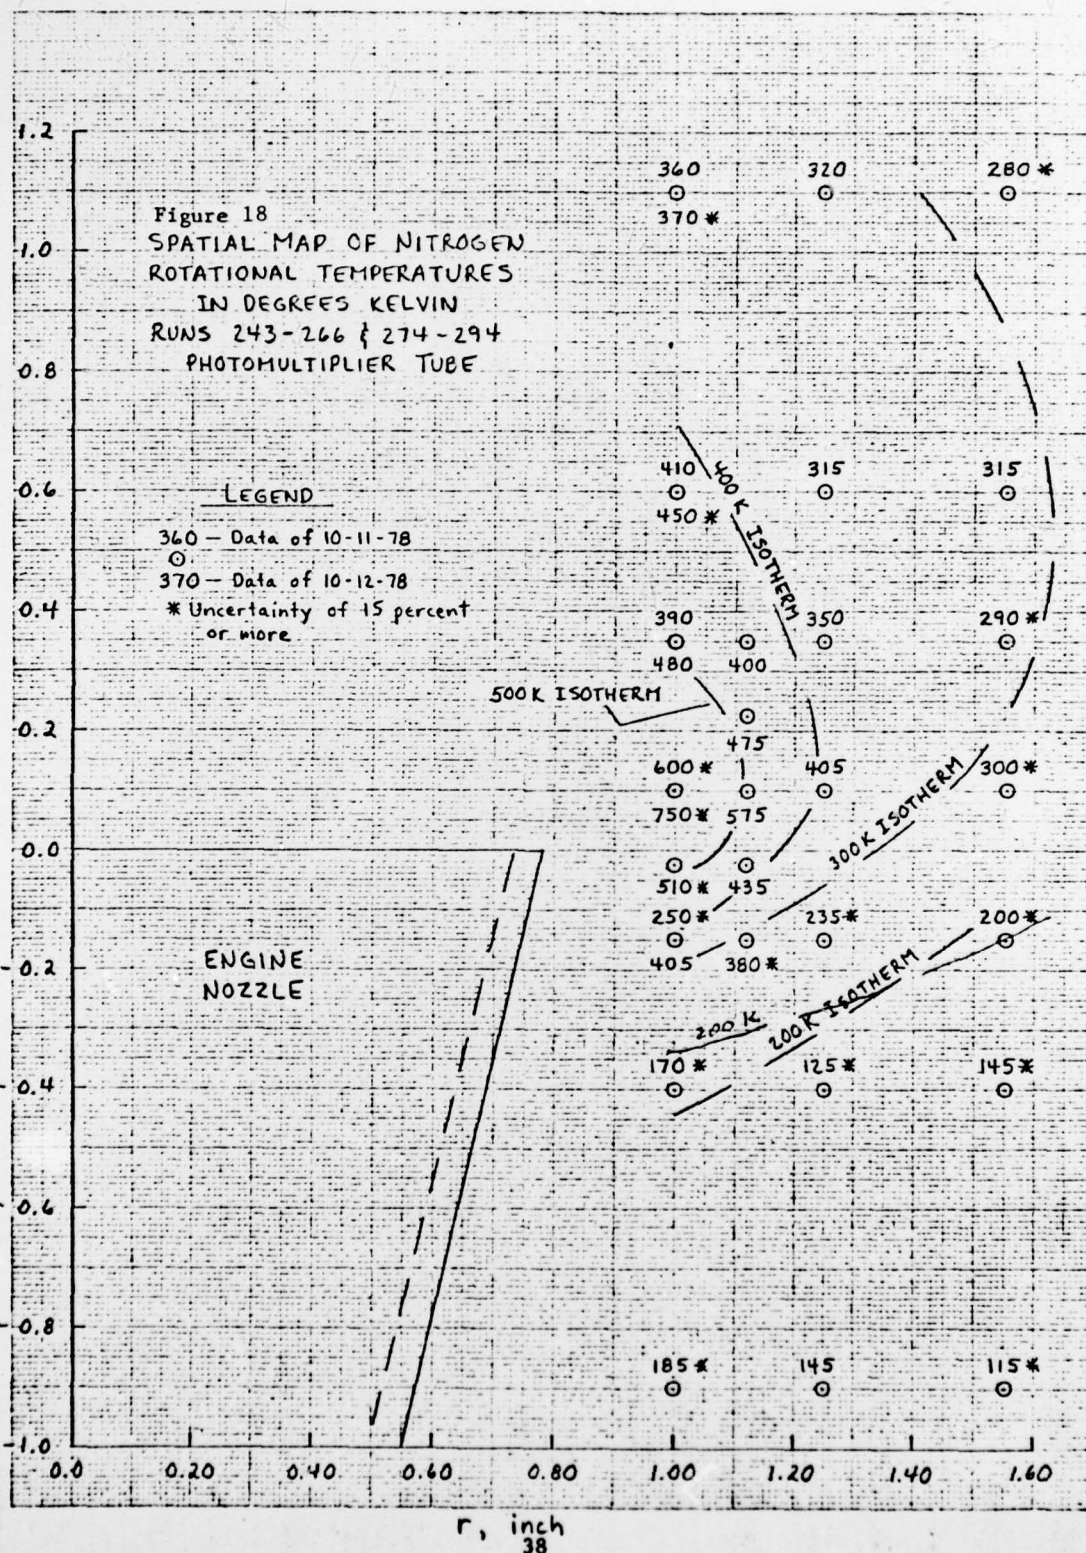 1.2
360 320 280 *
370 *
Figure 18
SPATIAL MAP OF NITROGEN
ROTATIONAL TEMPERATURES
IN DEGREES KELVIN
RUNS 243-266 & 274-294
PHOTOMULTIPLIER TUBE
1.0
0.8
410 315 315
400 K ISOTHERM
450 *
0.6
LEGEND
360 — Data of 10-11-78
370 — Data of 10-12-78
* Uncertainty of 15 percent
or more
0.4
390 350 290 *
480 400
500K ISOTHERM
0.2
475
600 * 405 300 *
750 * 575
300K ISOTHERM
0.0
510 * 435
250 * 235 * 200 *
405 380 *
ENGINE
NOZZLE
-0.2
200 K
200K ISOTHERM
170 * 125 * 145 *
-0.4
-0.6
-0.8
185 * 145 115 *
-1.0
0.0 0.20 0.40 0.60 0.80 1.00 1.20 1.40 1.60
r, inch
38